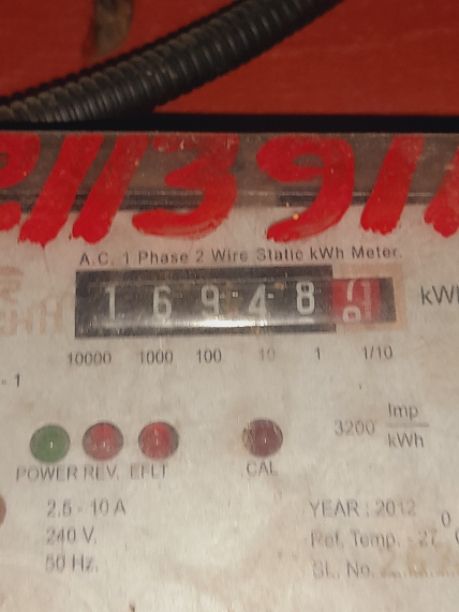 A.C. 1 Phase 2 Wire Static kWh Meter.
1 6 9 4 8
10000 1000 100 10 1 1/10
3200 Imp/kWh
POWER REV. EFLT CAL
2.5 - 10 A
240 V.
50 Hz.
YEAR : 2012
Ref. Temp. - 27
SL. No.